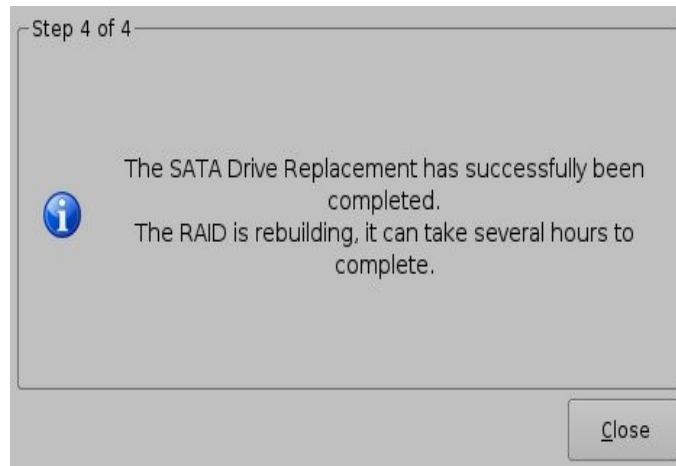 Step 4 of 4
The SATA Drive Replacement has successfully been
completed.
The RAID is rebuilding, it can take several hours to
complete.
Close